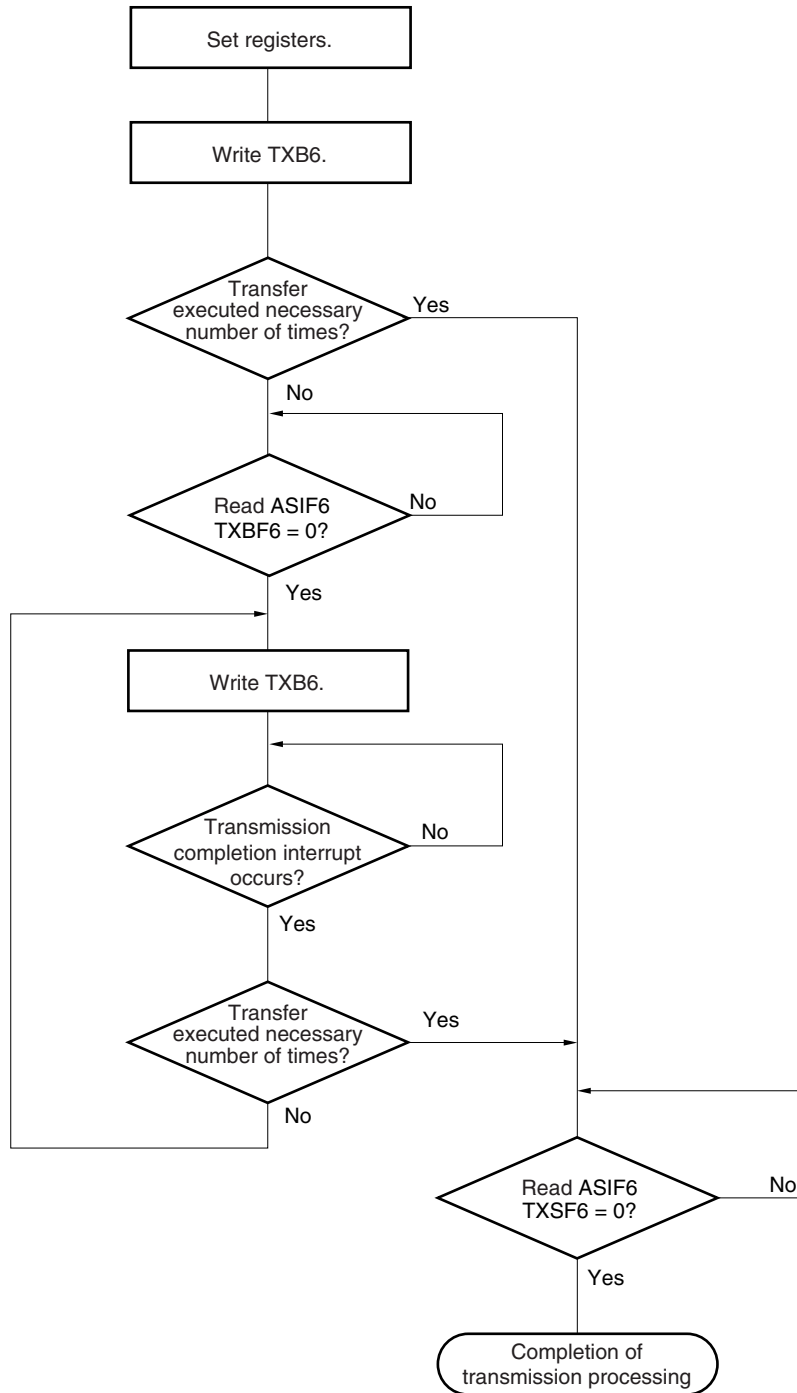 Set registers.
Write TXB6.
Transfer
executed necessary
number of times?
Yes
No
Read ASIF6
TXBF6 = 0?
No
Yes
Write TXB6.
Transmission
completion interrupt
occurs?
No
Yes
Transfer
executed necessary
number of times?
Yes
No
Read ASIF6
TXSF6 = 0?
No
Yes
Completion of
transmission processing